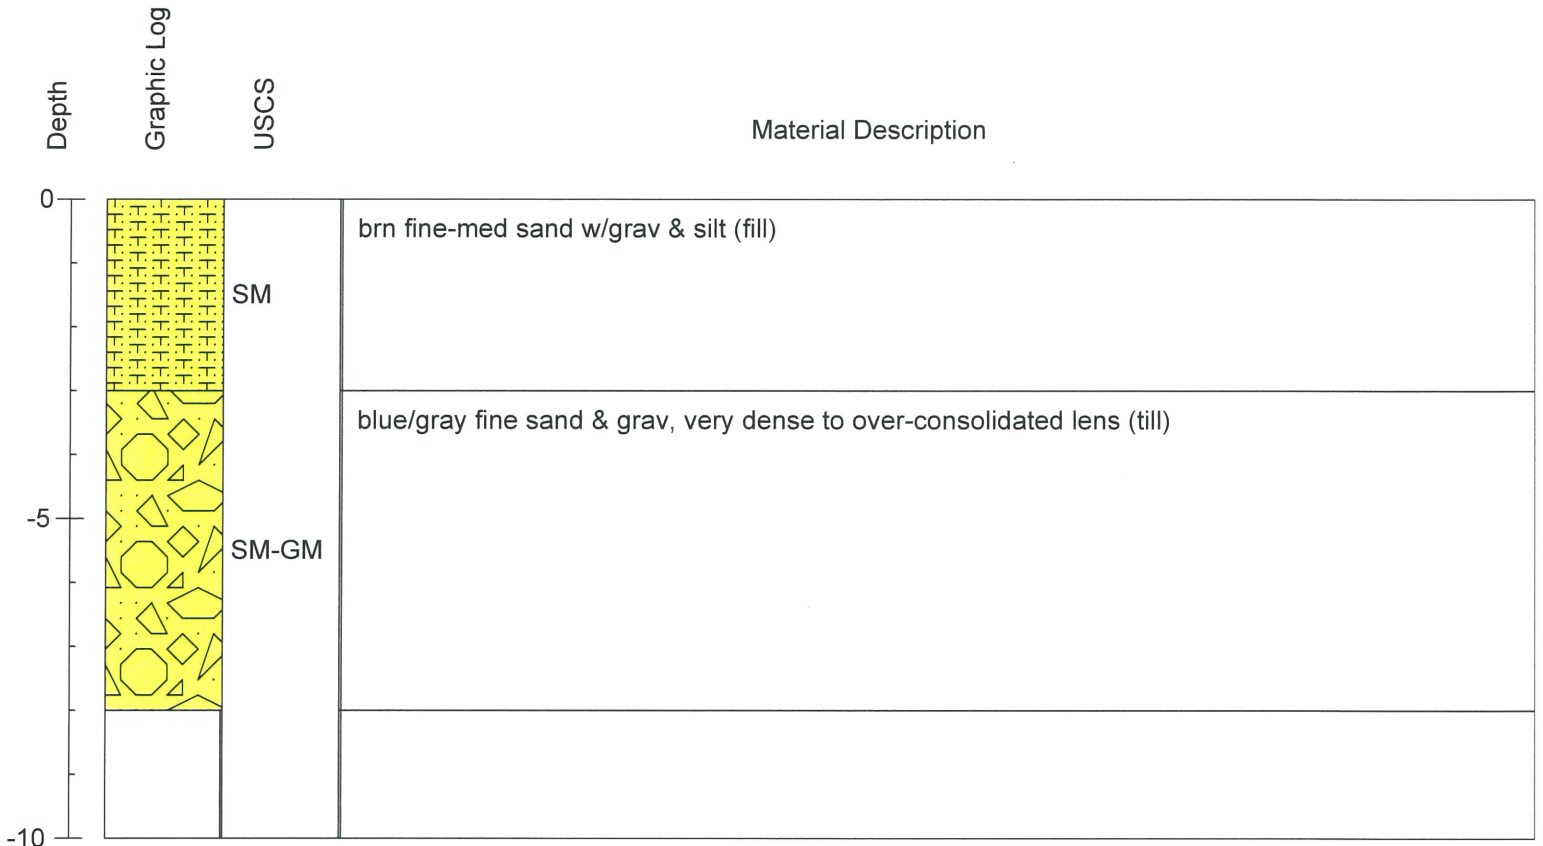 Depth
Graphic Log
USCS
Material Description
0
brn fine-med sand w/grav & silt (fill)
SM
blue/gray fine sand & grav, very dense to over-consolidated lens (till)
-5
SM-GM
-10